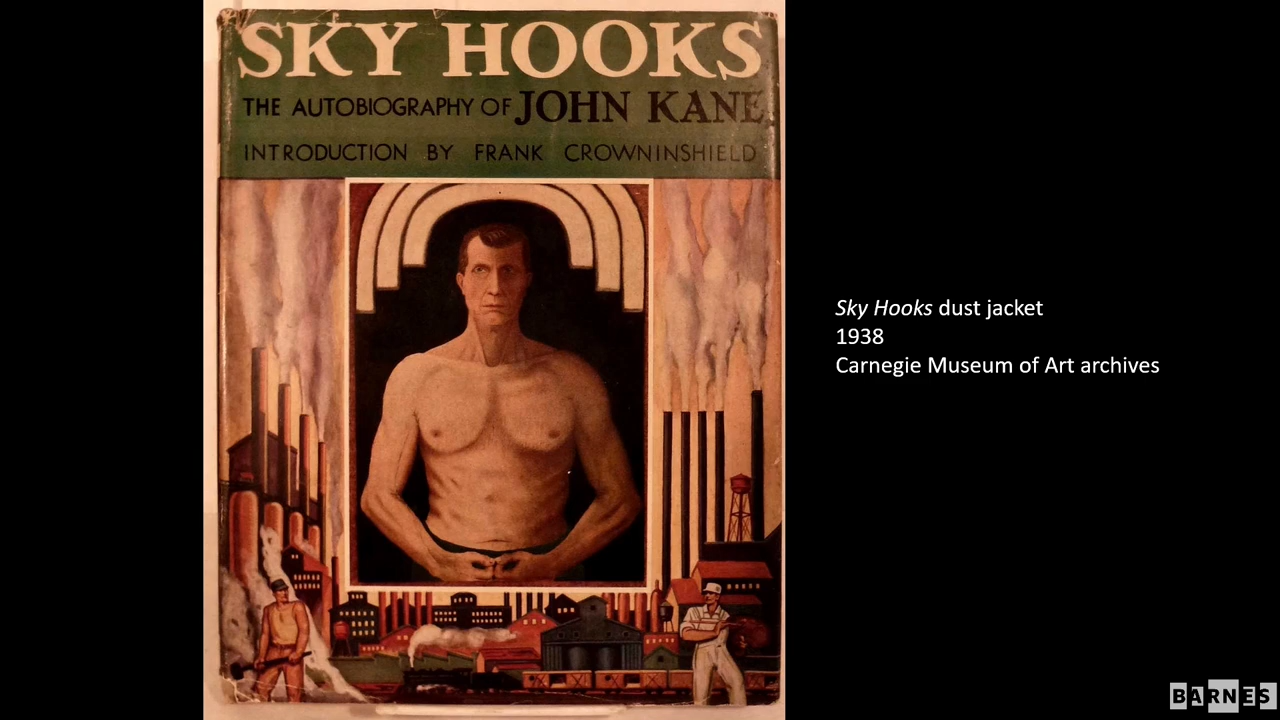 SKY HOOKS
THE AUTOBIOGRAPHY OF JOHN KANE
INTRODUCTION BY FRANK CROWNINSHIELD
Sky Hooks dust jacket
1938
Carnegie Museum of Art archives
BARNES